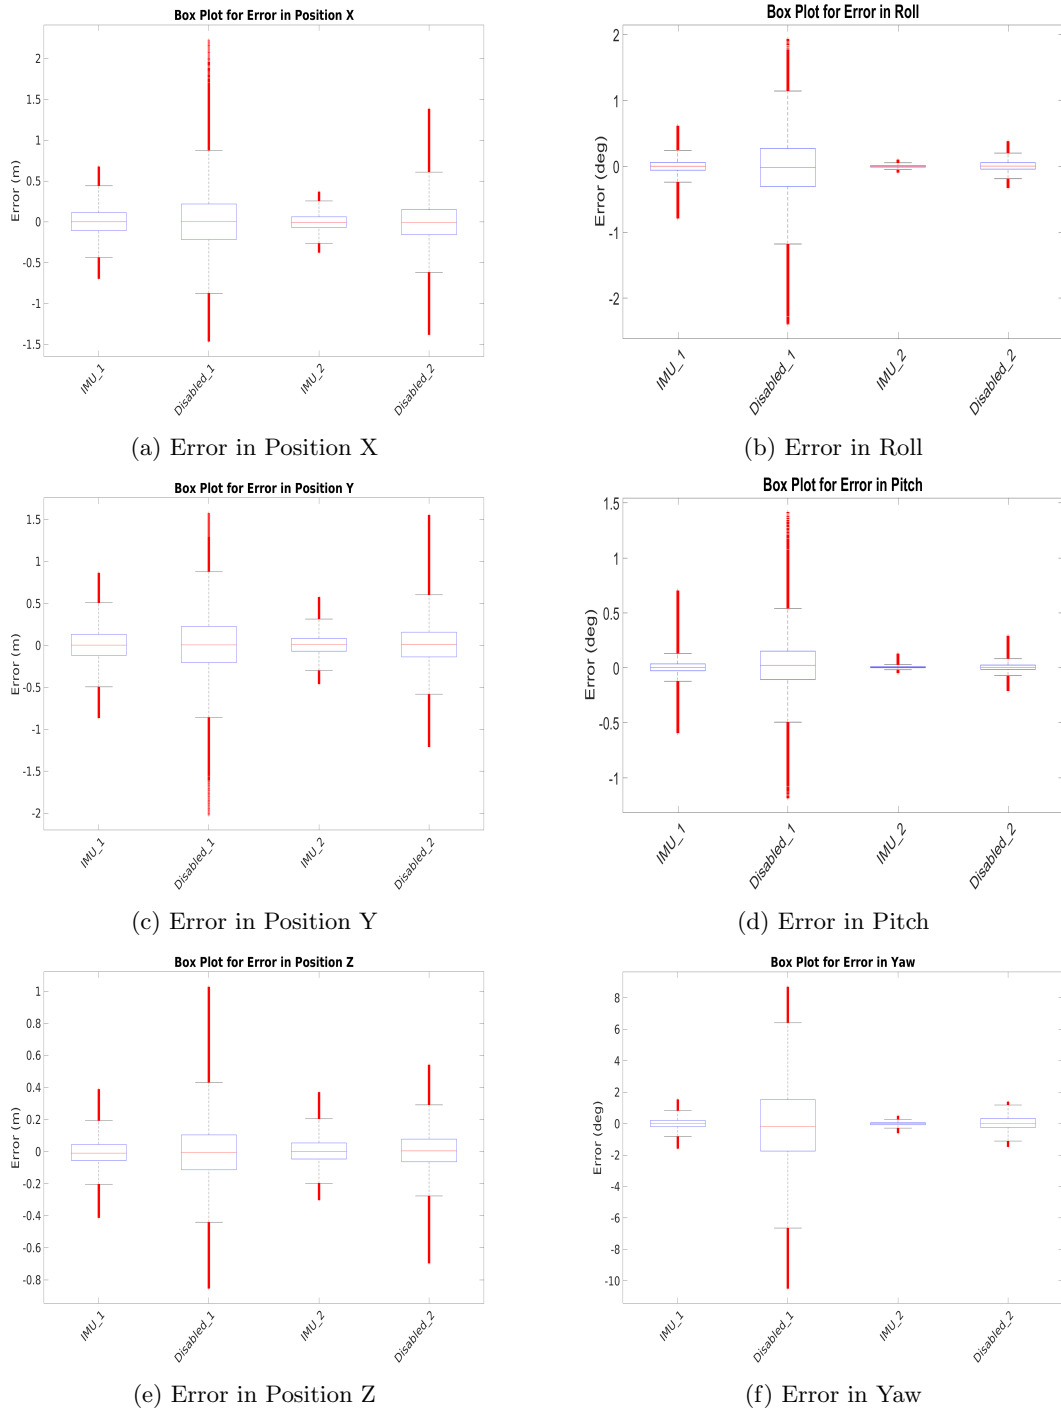 Box Plot for Error in Position X
Error (m)
2
1.5
1
0.5
0
-0.5
-1
-1.5
IMU_1
Disabled_1
IMU_2
Disabled_2
(a) Error in Position X
Box Plot for Error in Roll
Error (deg)
2
1
0
-1
-2
IMU_1
Disabled_1
IMU_2
Disabled_2
(b) Error in Roll
Box Plot for Error in Position Y
Error (m)
1.5
1
0.5
0
-0.5
-1
-1.5
-2
IMU_1
Disabled_1
IMU_2
Disabled_2
(c) Error in Position Y
Box Plot for Error in Pitch
Error (deg)
1.5
1
0.5
0
-0.5
-1
IMU_1
Disabled_1
IMU_2
Disabled_2
(d) Error in Pitch
Box Plot for Error in Position Z
Error (m)
1
0.8
0.6
0.4
0.2
0
-0.2
-0.4
-0.6
-0.8
IMU_1
Disabled_1
IMU_2
Disabled_2
(e) Error in Position Z
Box Plot for Error in Yaw
Error (deg)
8
6
4
2
0
-2
-4
-6
-8
-10
IMU_1
Disabled_1
IMU_2
Disabled_2
(f) Error in Yaw